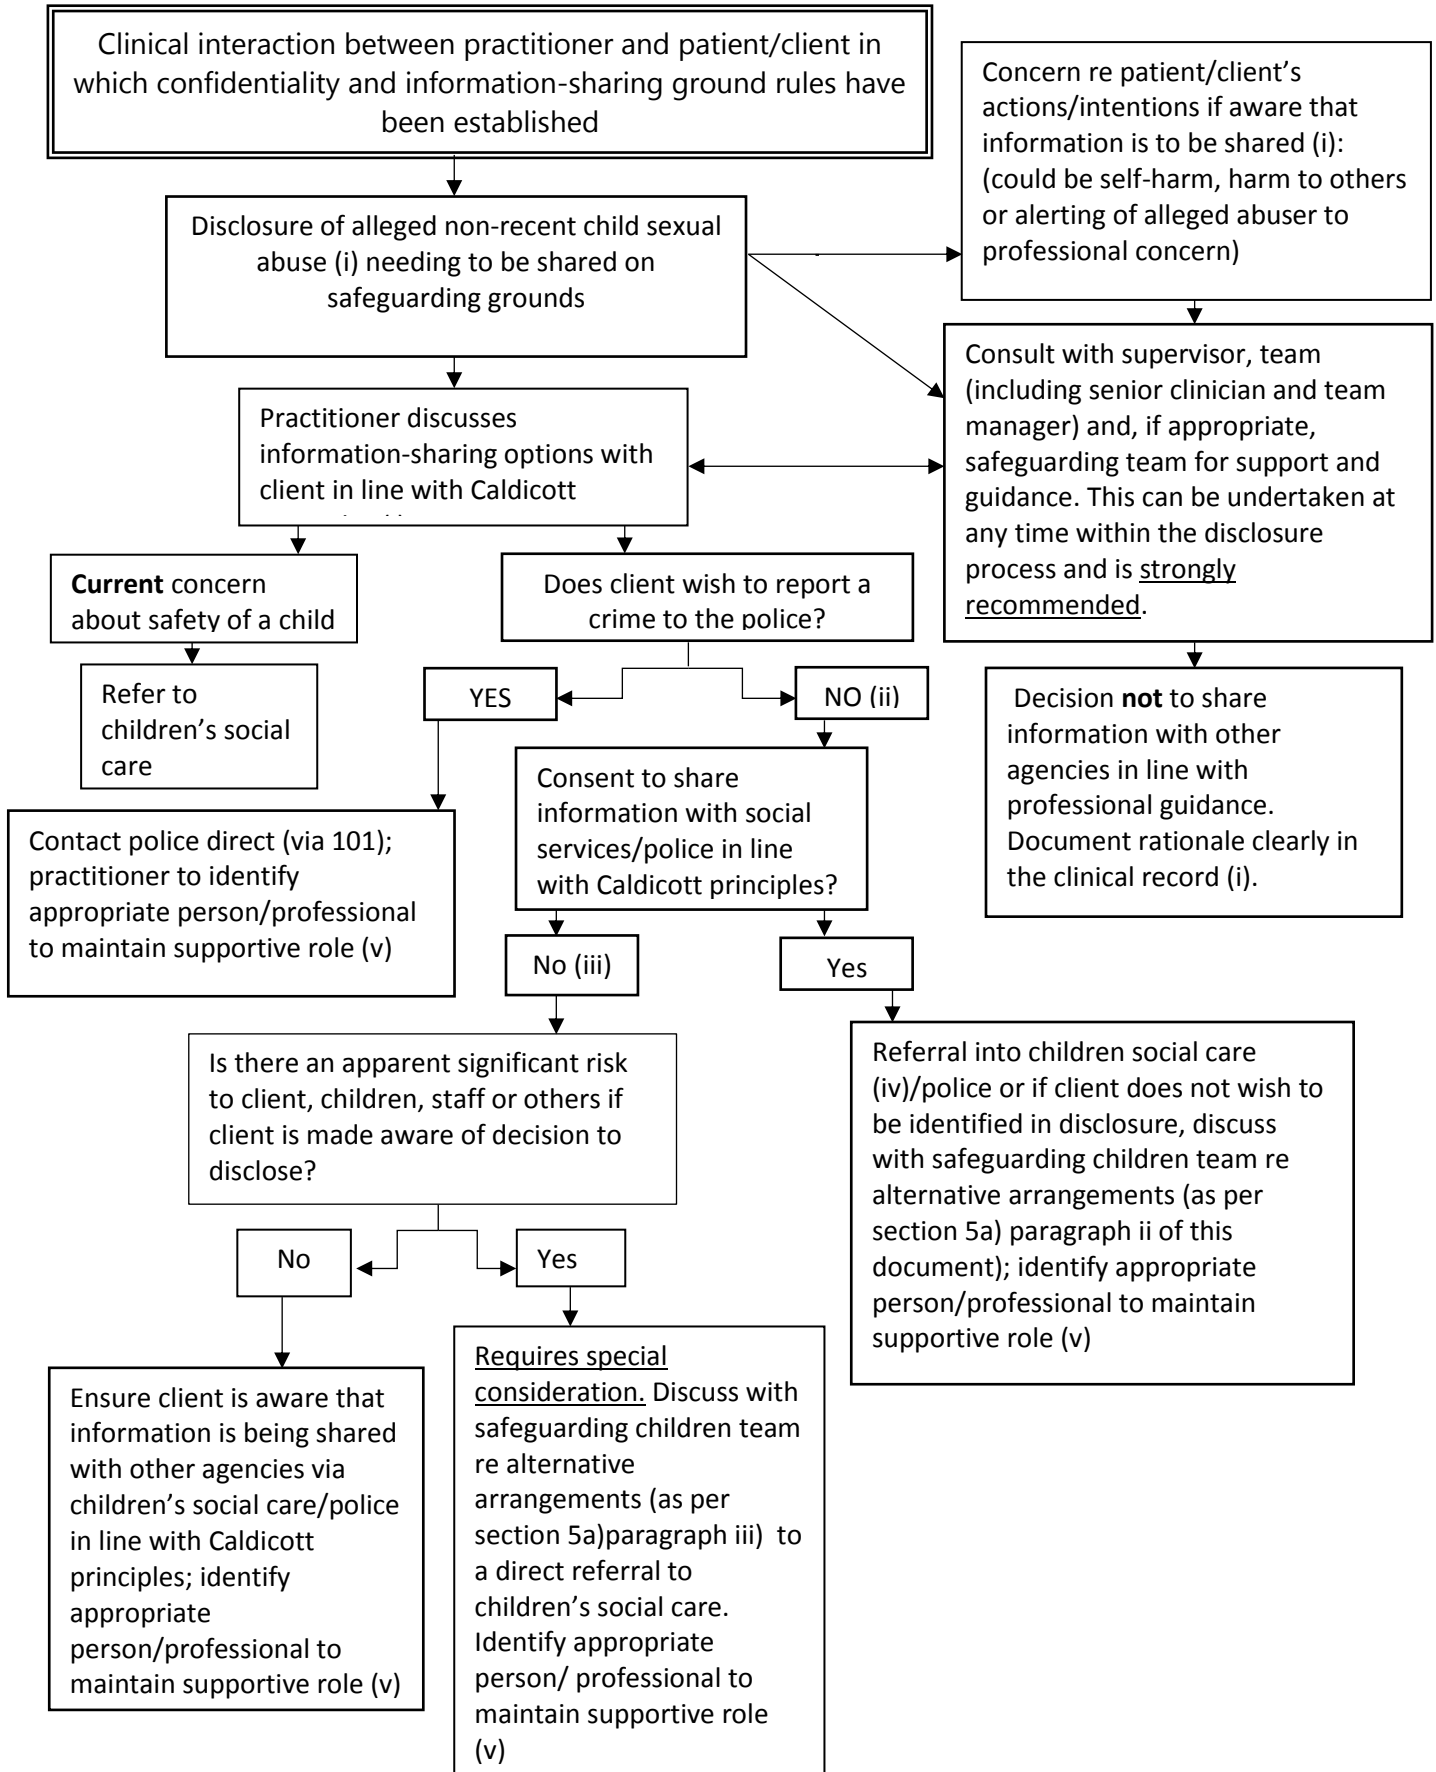 Clinical interaction between practitioner and patient/client in
which confidentiality and information-sharing ground rules have
been established
Concern re patient/client’s
actions/intentions if aware that
information is to be shared (i):
(could be self-harm, harm to others
or alerting of alleged abuser to
professional concern)
Disclosure of alleged non-recent child sexual
abuse (i) needing to be shared on
safeguarding grounds
Consult with supervisor, team
(including senior clinician and team
manager) and, if appropriate,
safeguarding team for support and
guidance. This can be undertaken at
any time within the disclosure
process and is strongly
recommended.
Practitioner discusses
information-sharing options with
client in line with Caldicott
Current concern
about safety of a child
Does client wish to report a
crime to the police?
Refer to
children’s social
care
YES
NO (ii)
Decision not to share
information with other
agencies in line with
professional guidance.
Document rationale clearly in
the clinical record (i).
Contact police direct (via 101);
practitioner to identify
appropriate person/professional
to maintain supportive role (v)
Consent to share
information with social
services/police in line
with Caldicott principles?
No (iii)
Yes
Is there an apparent significant risk
to client, children, staff or others if
client is made aware of decision to
disclose?
Referral into children social care
(iv)/police or if client does not wish to
be identified in disclosure, discuss
with safeguarding children team re
alternative arrangements (as per
section 5a) paragraph ii of this
document); identify appropriate
person/professional to maintain
supportive role (v)
No
Yes
Ensure client is aware that
information is being shared
with other agencies via
children’s social care/police
in line with Caldicott
principles; identify
appropriate
person/professional to
maintain supportive role (v)
Requires special
consideration. Discuss with
safeguarding children team
re alternative
arrangements (as per
section 5a)paragraph iii)  to
a direct referral to
children’s social care.
Identify appropriate
person/ professional to
maintain supportive role
(v)